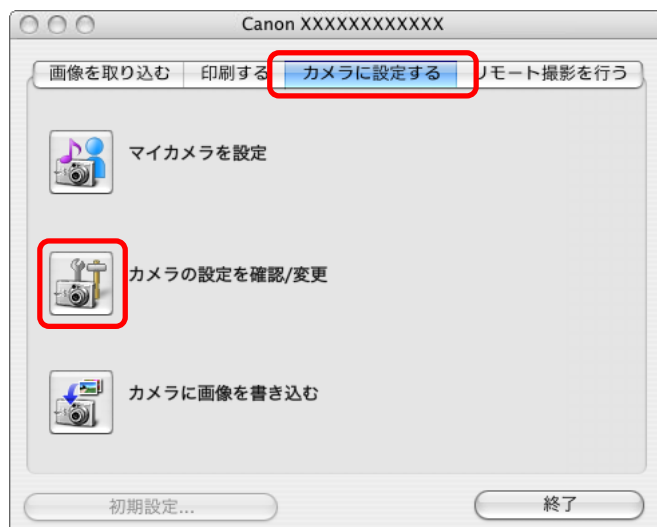 Canon XXXXXXXXXXXX
画像を取り込む 印刷する カメラに設定する リモート撮影を行う
マイカメラを設定
カメラの設定を確認/変更
カメラに画像を書き込む
初期設定... 終了